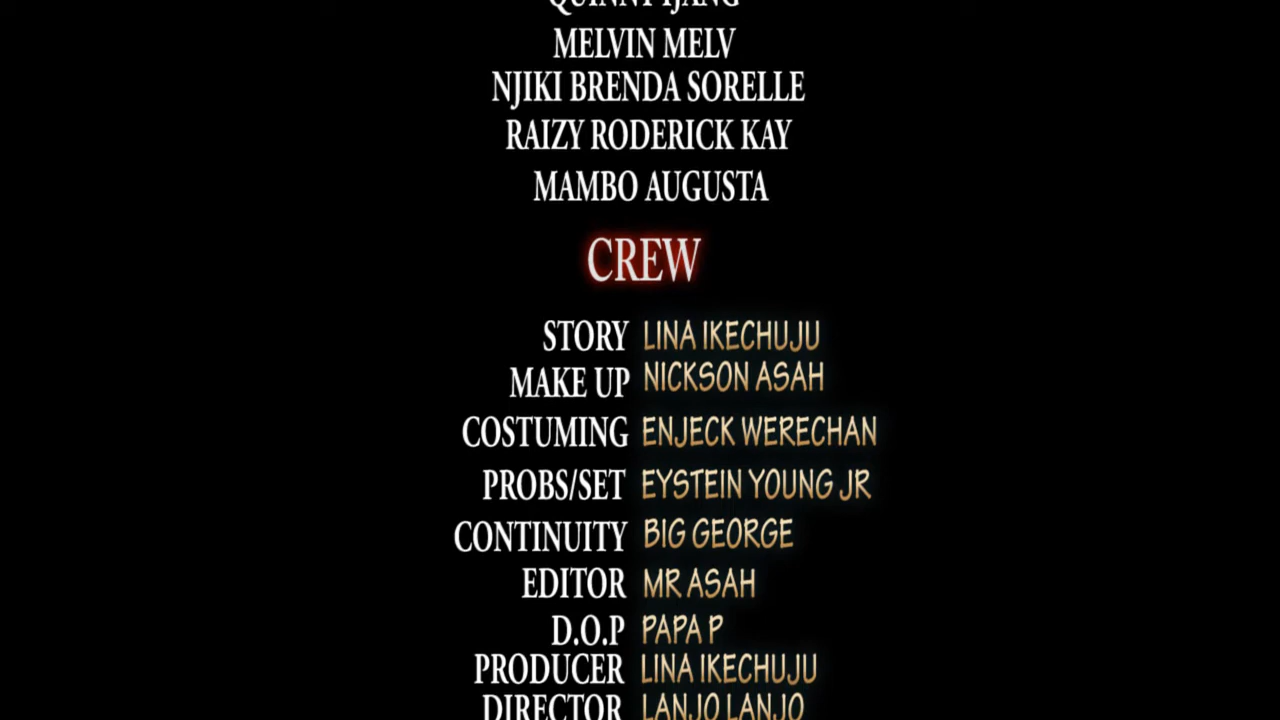 QUINNY IJANG
MELVIN MELV
NJIKI BRENDA SORELLE
RAIZY RODERICK KAY
MAMBO AUGUSTA
CREW
STORY LINA IKECHUJU
MAKE UP NICKSON ASAH
COSTUMING ENJECK WERECHAN
PROBS/SET EYSTEIN YOUNG JR
CONTINUITY BIG GEORGE
EDITOR MR ASAH
D.O.P PAPA P
PRODUCER LINA IKECHUJU
DIRECTOR LANJO LANJO